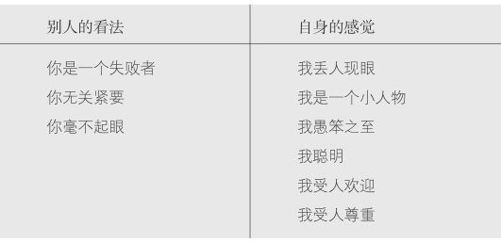 别人的看法 自身的感觉
你是一个失败者 我丢人现眼
你无关紧要 我是一个小人物
你毫不起眼 我愚笨之至
我聪明
我受人欢迎
我受人尊重